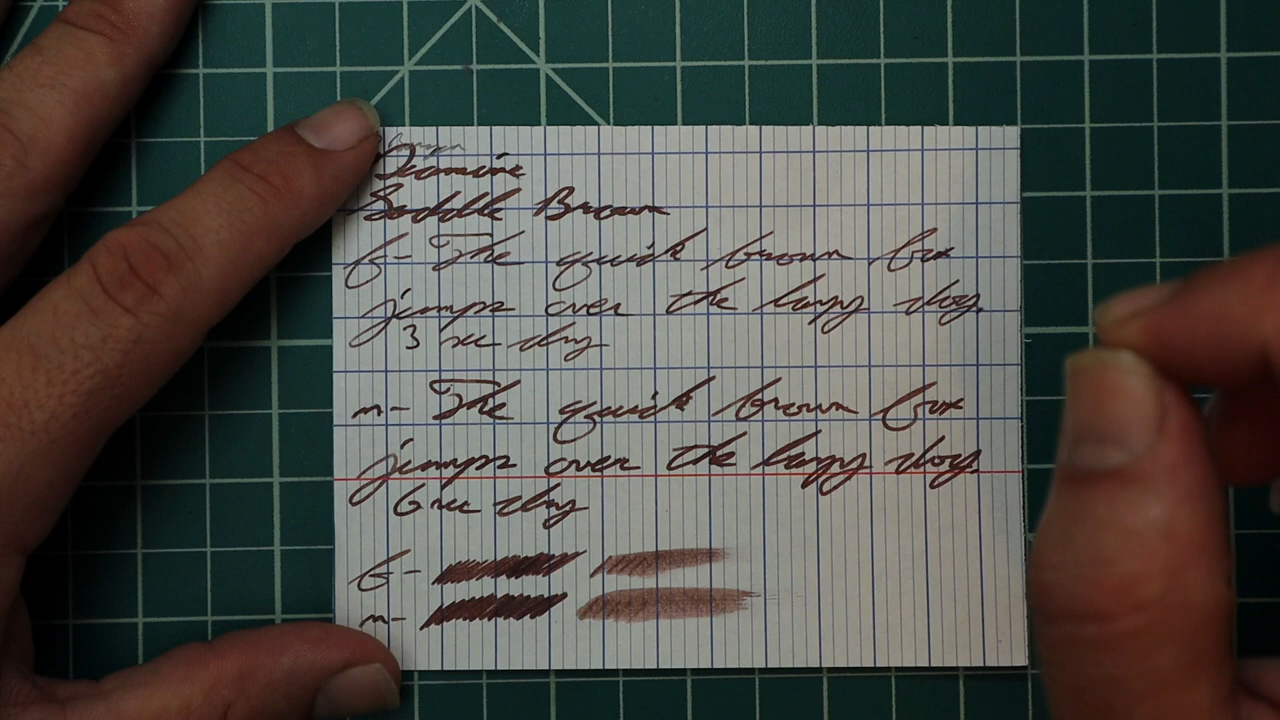 Diamine
Saddle Brown
f- The quick brown fox
jumps over the lazy dog.
3 sec dry
m- The quick brown fox
jumps over the lazy dog.
6 sec dry
f-
m-